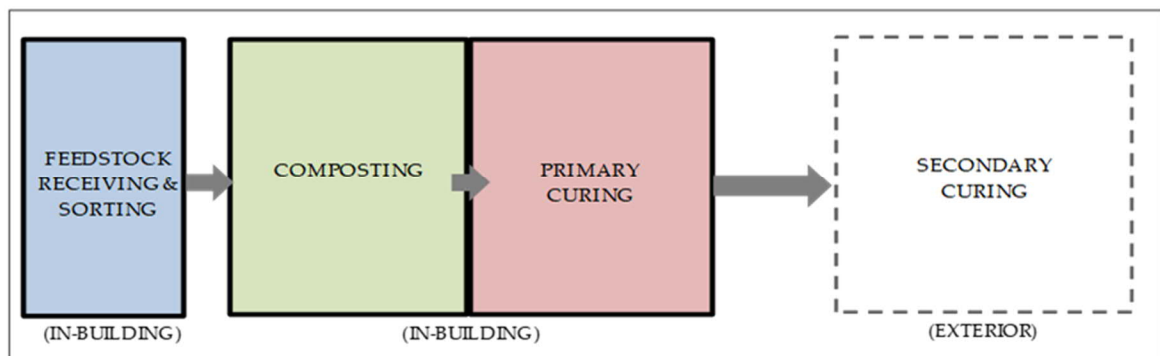 FEEDSTOCK
RECEIVING &
SORTING
COMPOSTING
PRIMARY
CURING
SECONDARY
CURING
(IN-BUILDING)
(IN-BUILDING)
(EXTERIOR)